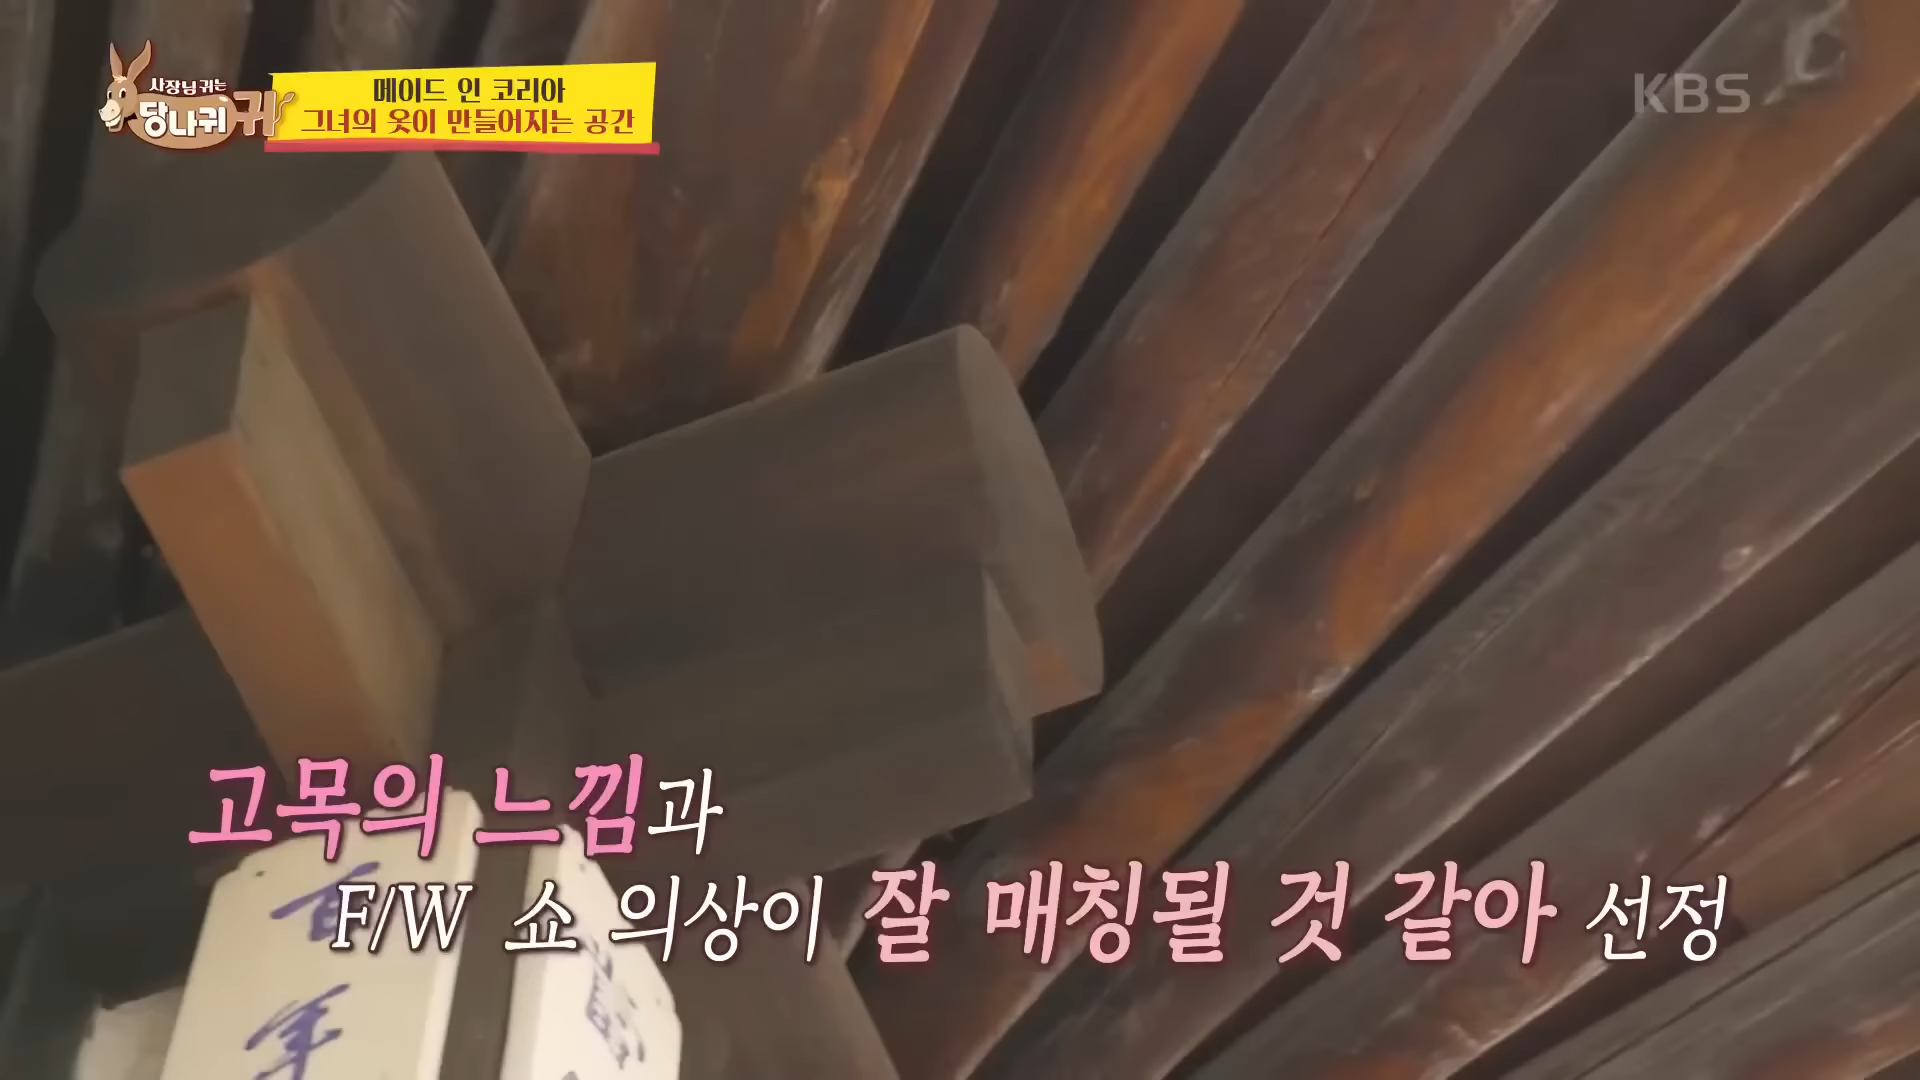 사장님 귀는
당나귀 귀
메이드 인 코리아
그녀의 옷이 만들어지는 공간
KBS
고목의 느낌과
F/W 쇼 의상이 잘 매칭될 것 같아 선정
百
年